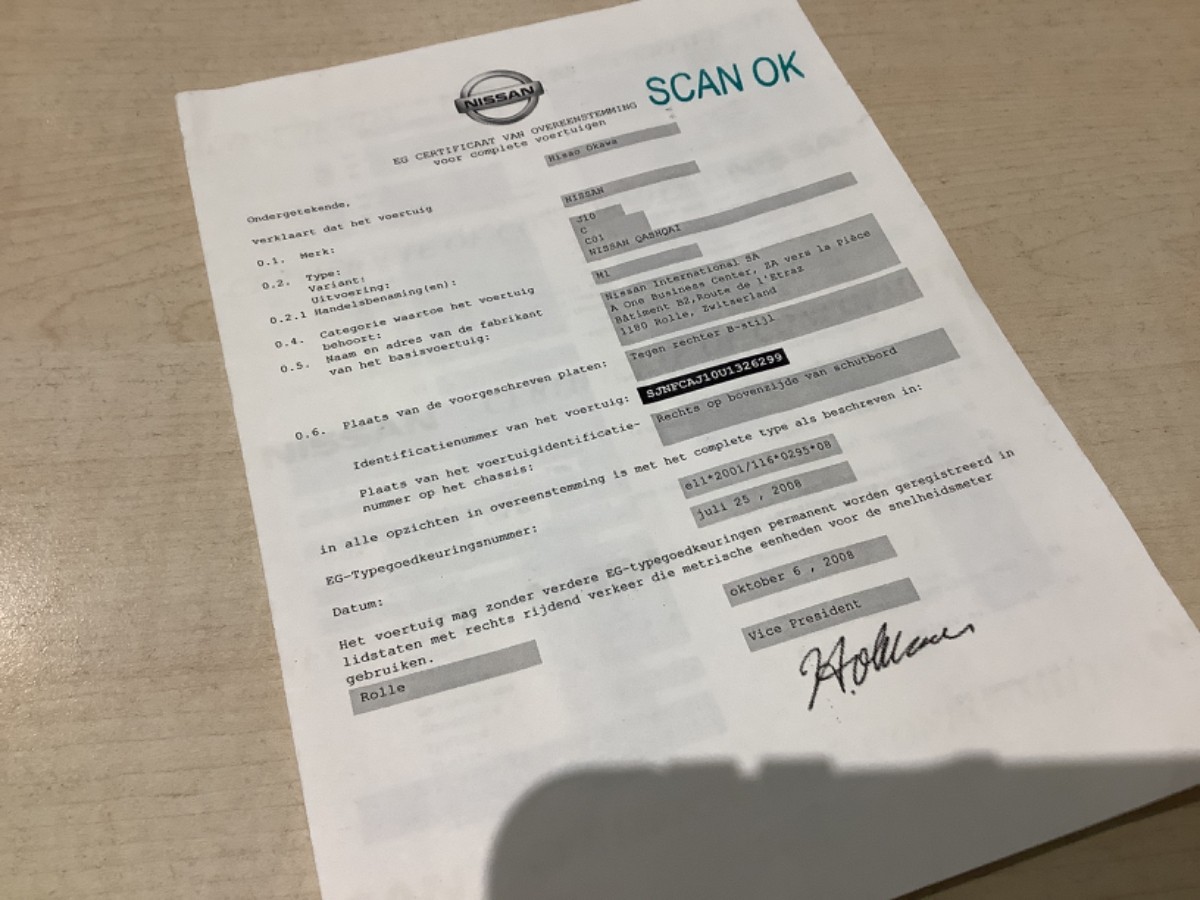 NISSAN
SCAN OK
EG CERTIFICAAT VAN OVEREENSTEMMING
voor complete voertuigen
Ondergetekende,
Hisao Okawa
verklaart dat het voertuig
0.1. Merk:
NISSAN
0.2. Type:
J10
Variant:
C
Uitvoering:
C01
0.2.1 Handelsbenaming(en):
NISSAN QASHQAI
0.4. Categorie waartoe het voertuig
behoort:
M1
0.5. Naam en adres van de fabrikant
van het basisvoertuig:
Nissan International SA
A One Business Center, ZA vers la Pièce
Bâtiment B2,Route de l'Etraz
1180 Rolle, Zwitserland
0.6. Plaats van de voorgeschreven platen:
Tegen rechter B-stijl
Identificatienummer van het voertuig:
SJNFCAJ10U1326299
Plaats van het voertuigidentificatie-
nummer op het chassis:
Rechts op bovenzijde van schutbord
in alle opzichten in overeenstemming is met het complete type als beschreven in:
EG-Typegoedkeuringsnummer:
e11*2001/116*0295*08
Datum:
juli 25 , 2008
Het voertuig mag zonder verdere EG-typegoedkeuringen permanent worden geregistreerd in
lidstaten met rechts rijdend verkeer die metrische eenheden voor de snelheidsmeter
gebruiken.
Rolle
oktober 6 , 2008
Vice President